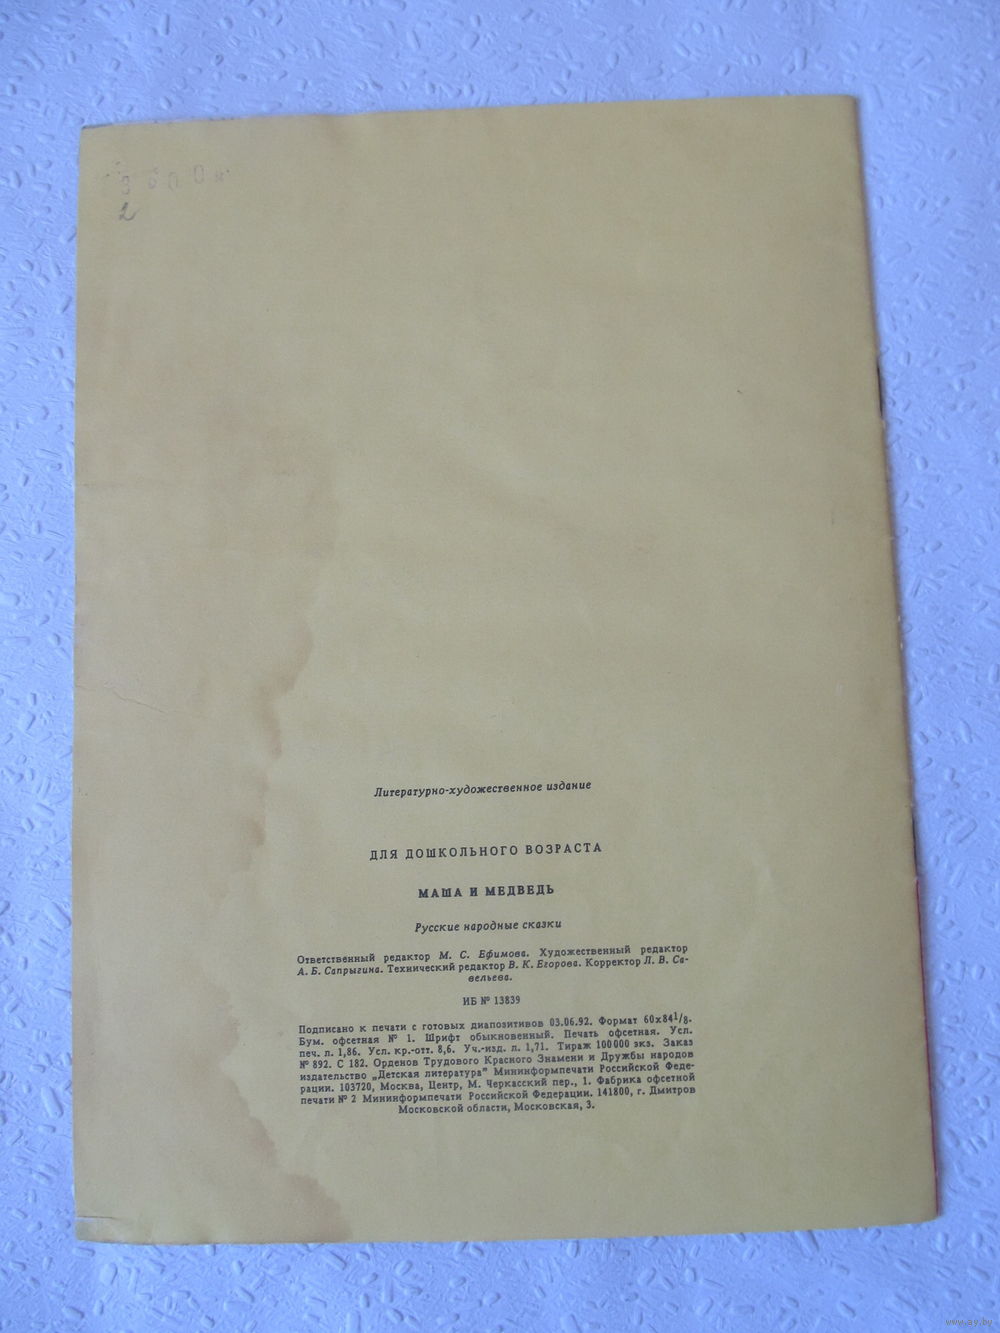 2
Литературно-художественное издание
ДЛЯ ДОШКОЛЬНОГО ВОЗРАСТА
МАША И МЕДВЕДЬ
Русские народные сказки
Ответственный редактор М. С. Ефимова. Художественный редактор
А. Б. Сапрыгина. Технический редактор В. К. Егорова. Корректор Л. В. Са-
вельева.
ИБ № 13839
Подписано к печати с готовых диапозитивов 03.06.92. Формат 60х84¹/₈.
Бум. офсетная № 1. Шрифт обыкновенный. Печать офсетная. Усл.
печ. л. 1,86. Усл. кр.-отт. 8,6. Уч.-изд. л. 1,71. Тираж 100 000 экз. Заказ
№ 892. С 182. Орденов Трудового Красного Знамени и Дружбы народов
издательство „Детская литература" Мининформпечати Российской Феде-
рации. 103720, Москва, Центр, М. Черкасский пер., 1. Фабрика офсетной
печати № 2 Мининформпечати Российской Федерации. 141800, г. Дмитров
Московской области, Московская, 3.
www.ay.by